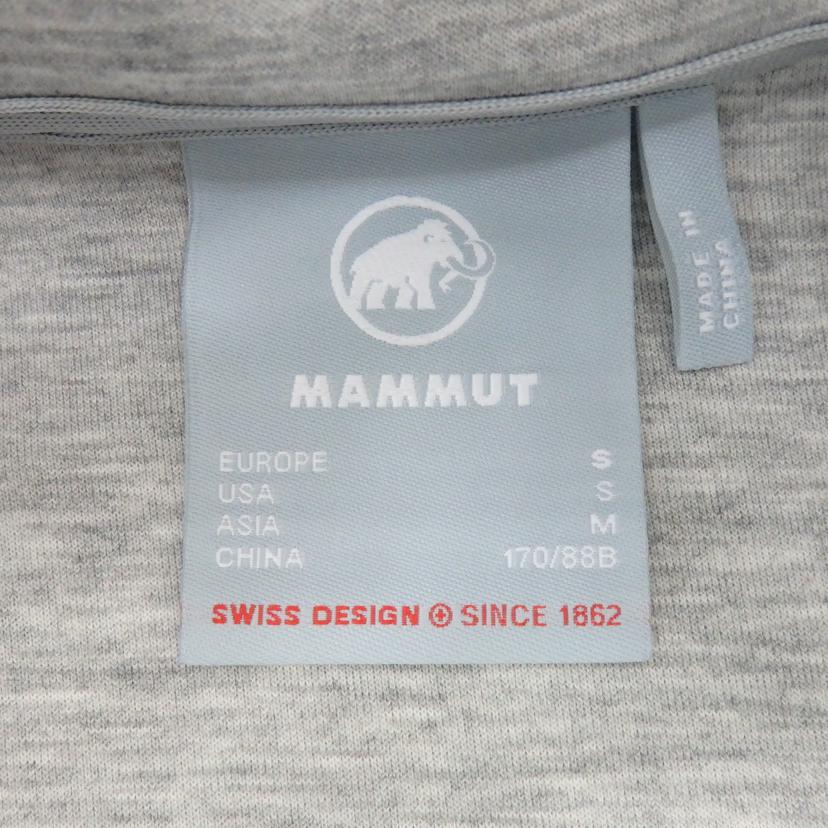 MAMMUT
EUROPE S
USA S
ASIA M
CHINA 170/88B
SWISS DESIGN SINCE 1862
MADE IN
CHINA